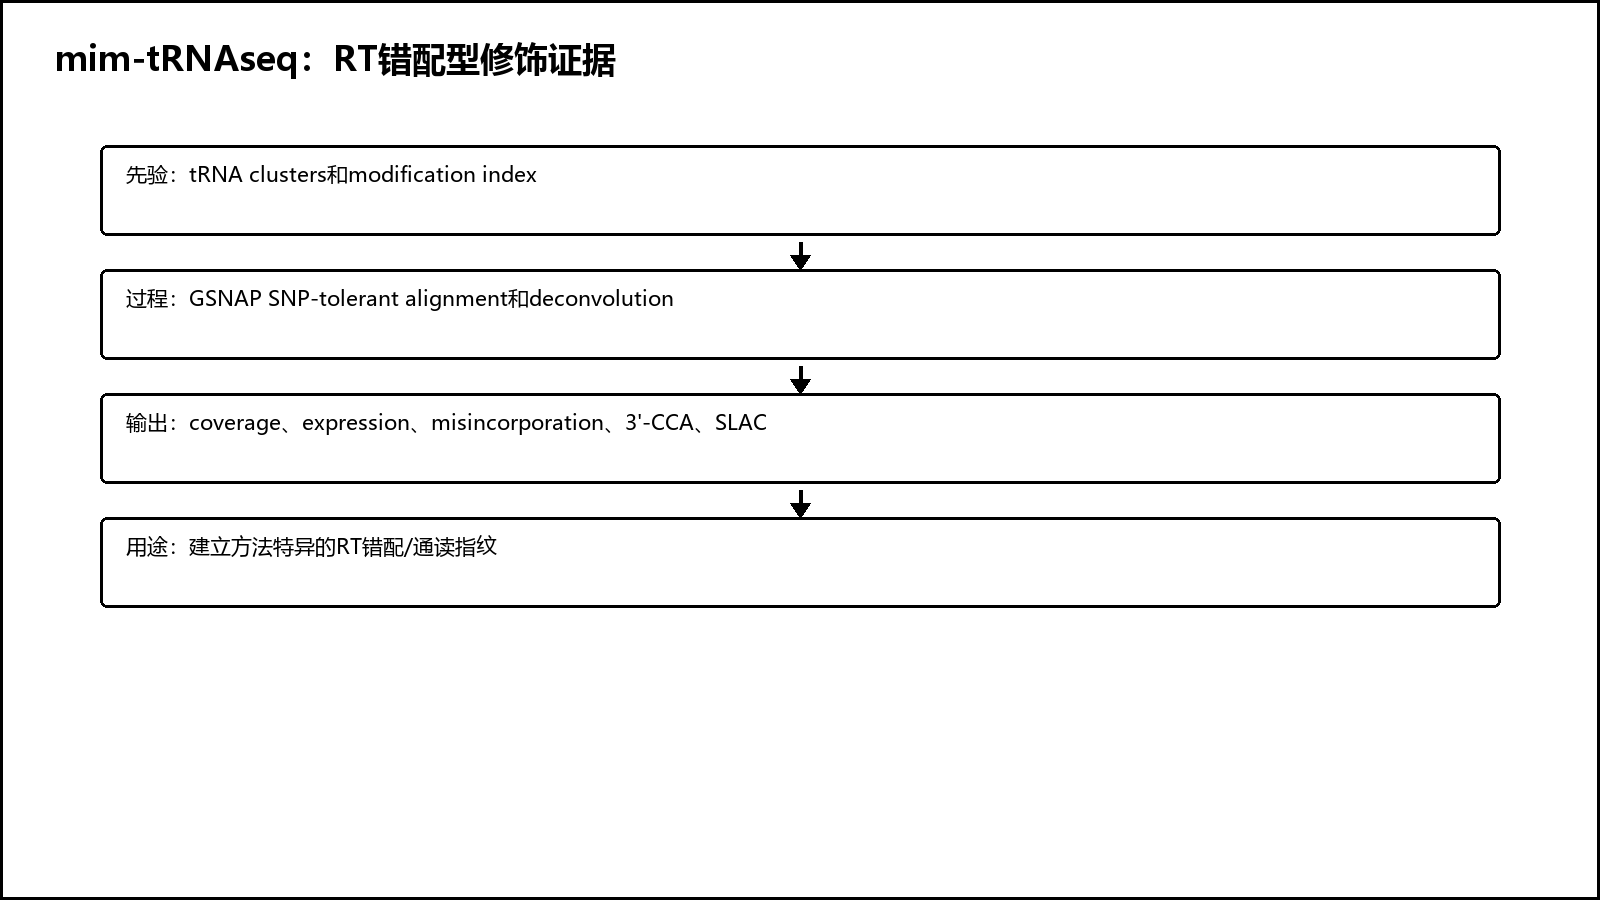 mim-tRNAseq：RT错配型修饰证据
先验：tRNA clusters和modification index
过程：GSNAP SNP-tolerant alignment和deconvolution
输出：coverage、expression、misincorporation、3'-CCA、SLAC
用途：建立方法特异的RT错配/通读指纹